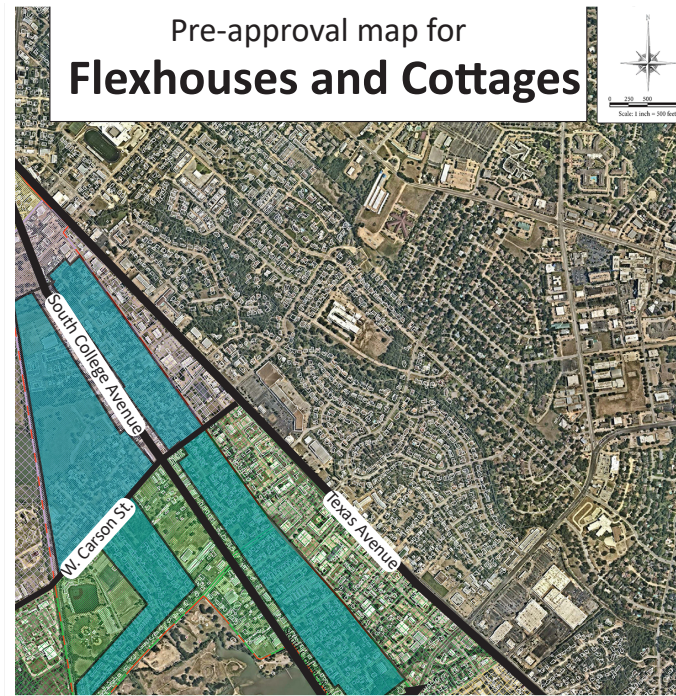 Pre-approval map for
Flexhouses and Cottages
N
0 250 500
Scale: 1 inch = 500 feet
South College Avenue
W. Carson St.
Texas Avenue